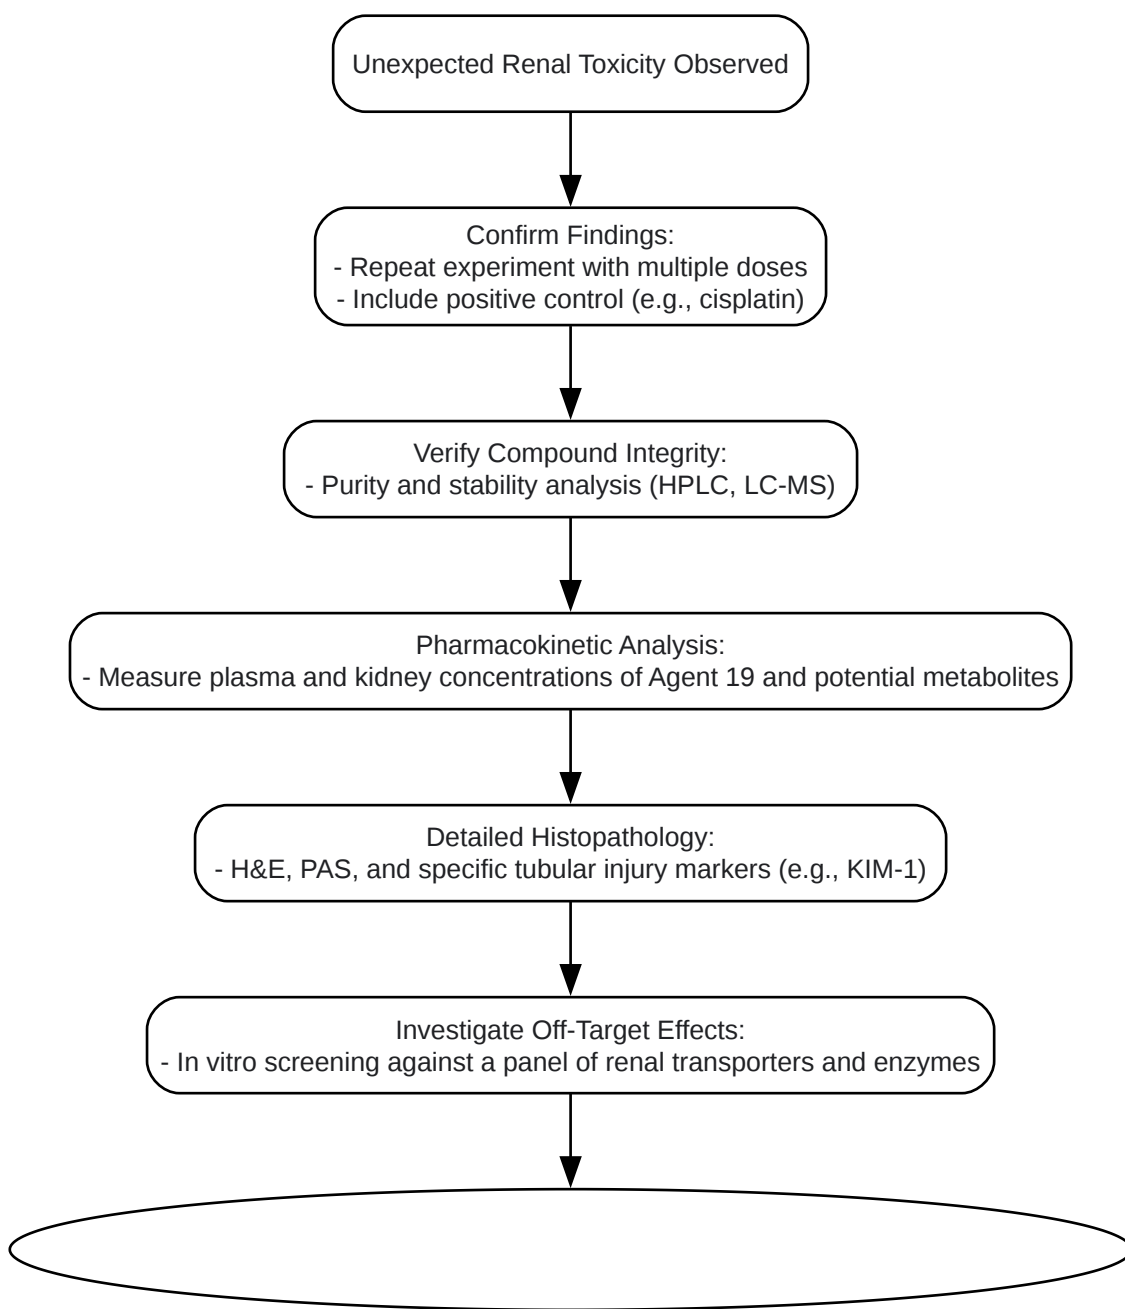 Unexpected Renal Toxicity Observed
Confirm Findings:
- Repeat experiment with multiple doses
- Include positive control (e.g., cisplatin)
Verify Compound Integrity:
- Purity and stability analysis (HPLC, LC-MS)
Pharmacokinetic Analysis:
- Measure plasma and kidney concentrations of Agent 19 and potential metabolites
Detailed Histopathology:
- H&E, PAS, and specific tubular injury markers (e.g., KIM-1)
Investigate Off-Target Effects:
- In vitro screening against a panel of renal transporters and enzymes